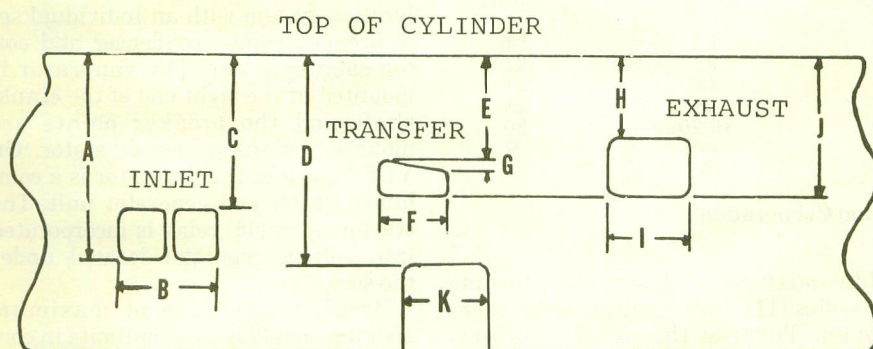 TOP OF CYLINDER
A
C
D
E
G
H
J
TRANSFER
EXHAUST
INLET
F
I
B
K